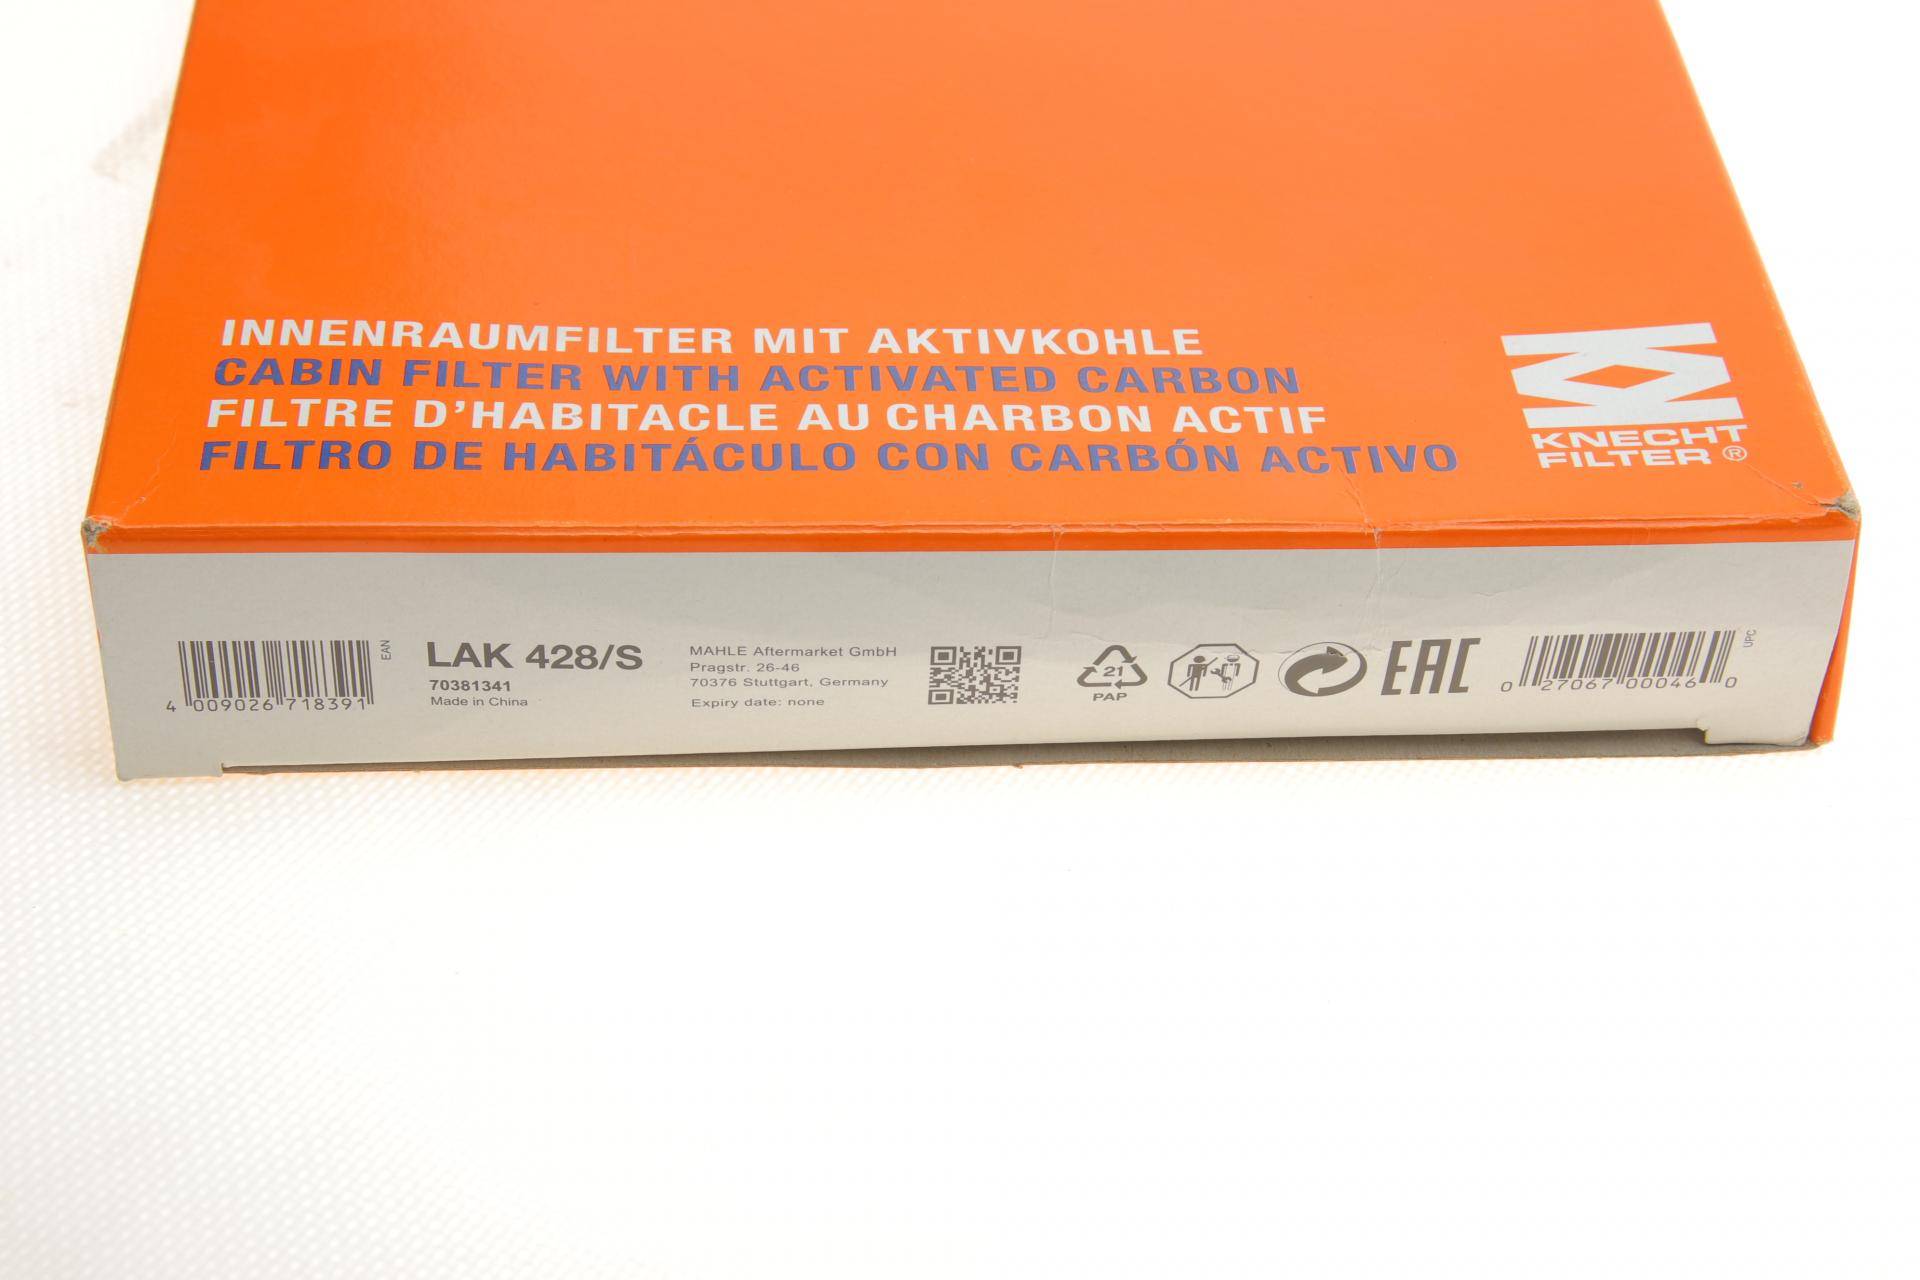 INNENRAUMFILTER MIT AKTIVKOHLE
CABIN FILTER WITH ACTIVATED CARBON
FILTRE D'HABITACLE AU CHARBON ACTIF
FILTRO DE HABITÁCULO CON CARBÓN ACTIVO
KNECHT
FILTER ®
4 009026 718391
EAN
LAK 428/S
70381341
Made in China
MAHLE Aftermarket GmbH
Pragstr. 26-46
70376 Stuttgart, Germany
Expiry date: none
21
PAP
EAC
0 27067 00046 0
UPC